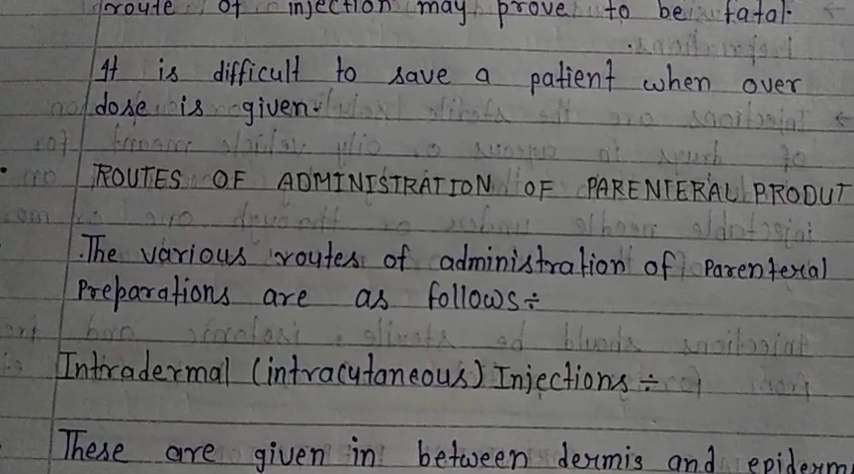 route of injection may prove to be fatal.
It is difficult to save a patient when over
dose is given.
ROUTES OF ADMINISTRATION OF PARENTERAL PRODUT
The various routes of administration of Parenteral
Preparations are as follows÷
Intradermal (intracutaneous) Injections ÷
These are given in between dermis and epiderm